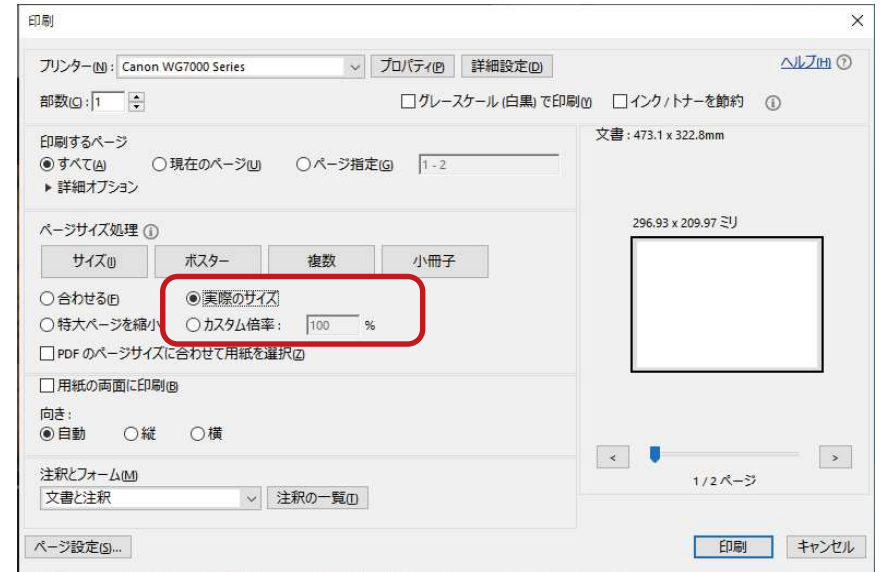 印刷
プリンター(N): Canon WG7000 Series プロパティ(P) 詳細設定(D) ヘルプ(H)
部数(C): 1 グレースケール (白黒) で印刷(Y) インク / トナーを節約
印刷するページ
すべて(A) 現在のページ(U) ページ指定(G) 1 - 2
詳細オプション
ページサイズ処理
サイズ(I) ポスター 複数 小冊子
合わせる(F) 実際のサイズ
特大ページを縮小 カスタム倍率: 100 %
PDF のページサイズに合わせて用紙を選択(Z)
用紙の両面に印刷(B)
向き:
自動 縦 横
注釈とフォーム(M)
文書と注釈 注釈の一覧(T)
文書: 473.1 x 322.8mm
296.93 x 209.97 ミリ
< >
1 / 2 ページ
ページ設定(S)... 印刷 キャンセル